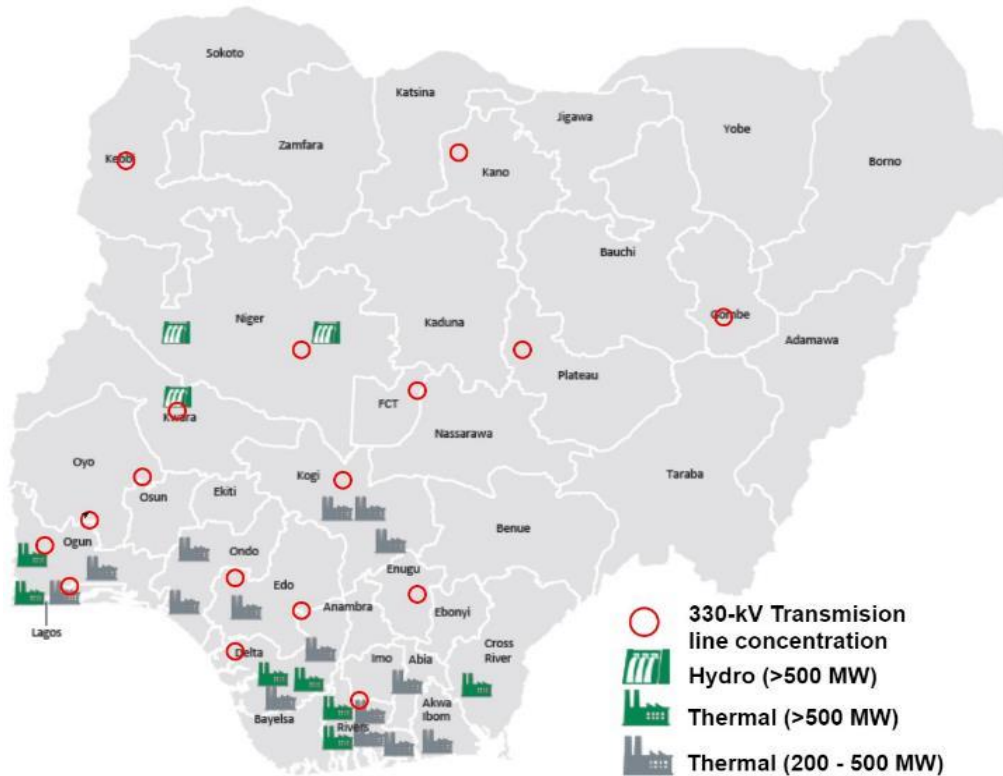 Sokoto
Katsina
Jigawa
Yobe
Zamfara
Kebbi
Kano
Borno
Bauchi
Niger
Kaduna
Gombe
Adamawa
Plateau
FCT
Kwara
Nassarawa
Oyo
Kogi
Taraba
Osun
Ekiti
Benue
Ogun
Ondo
Enugu
Edo
Anambra
Ebonyi
Lagos
Delta
Imo
Abia
Cross
River
Akwa
Ibom
Bayelsa
Rivers
330-kV Transmision
line concentration
Hydro (>500 MW)
Thermal (>500 MW)
Thermal (200 - 500 MW)